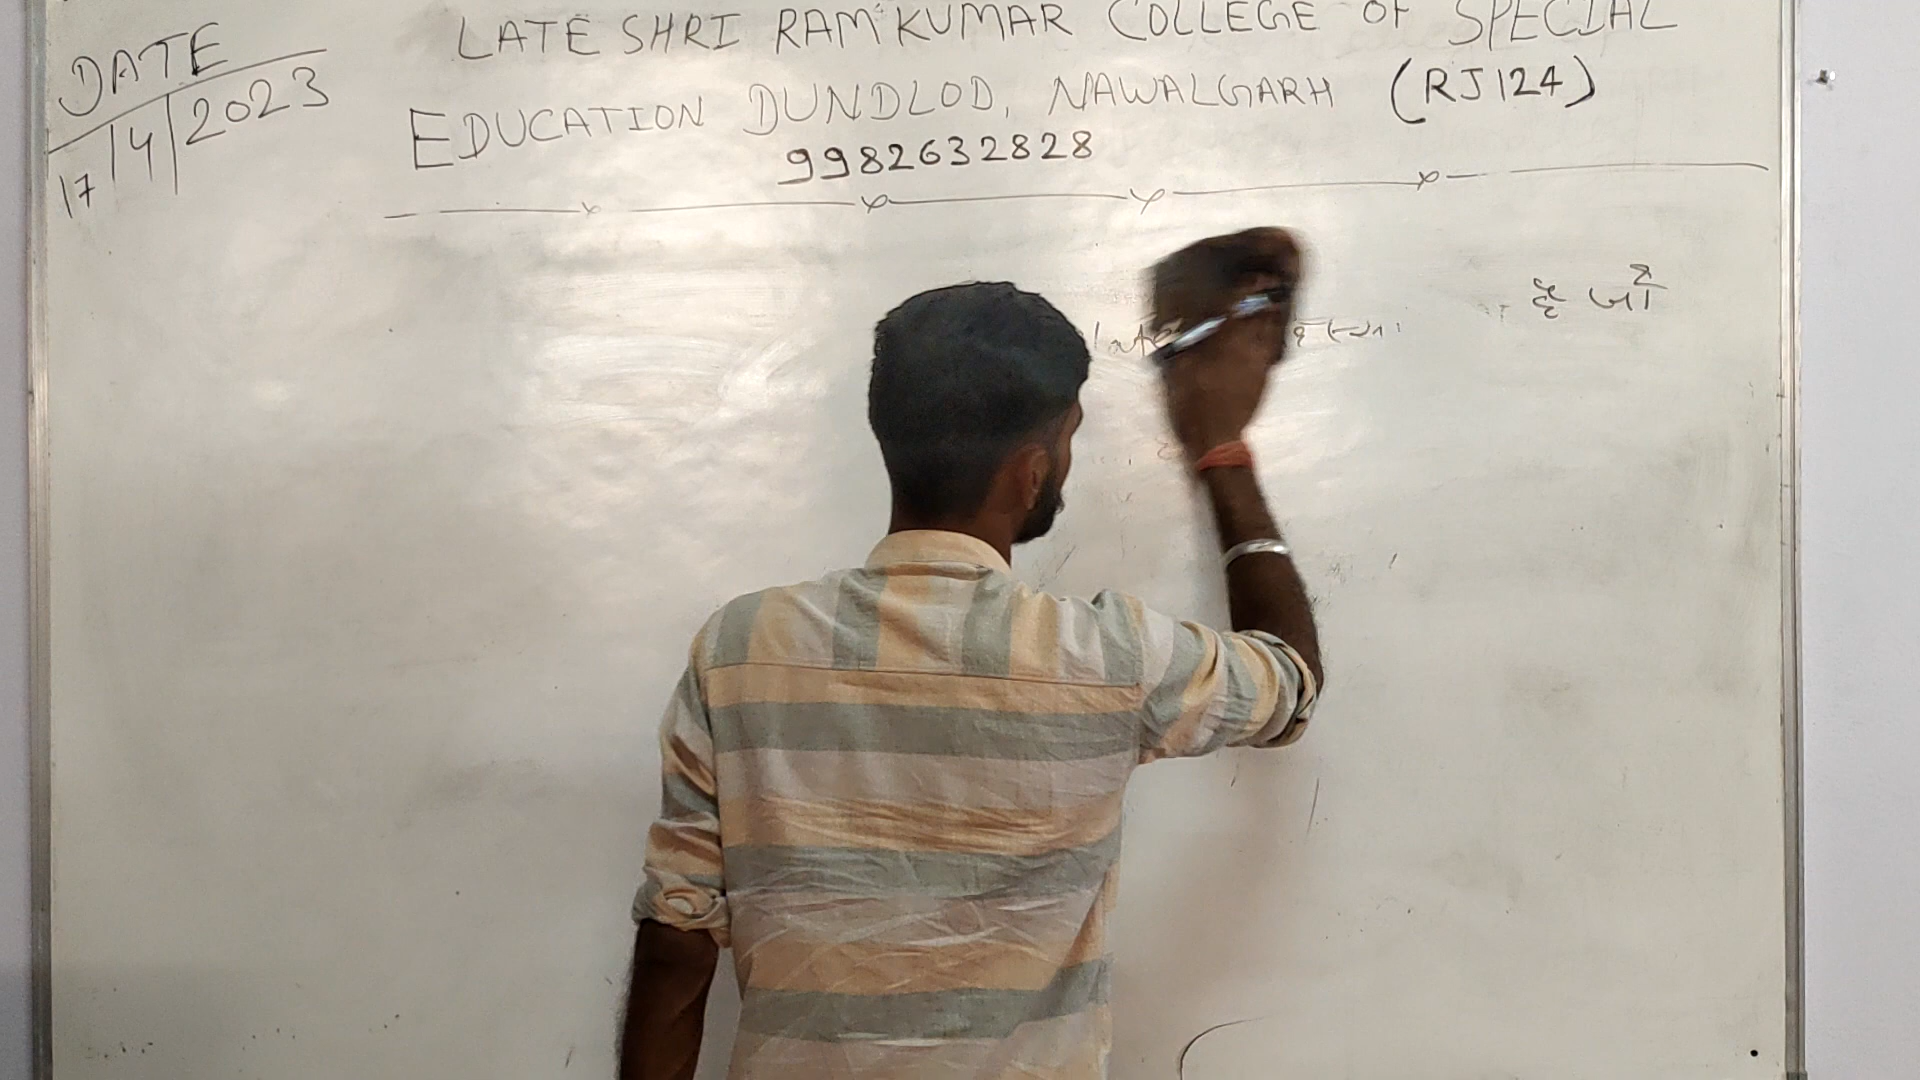 DATE
17/4/2023
LATE SHRI RAM KUMAR COLLEGE OF SPECIAL
EDUCATION DUNDLOD, NAWALGARH (RJ124)
9982632828
है जो